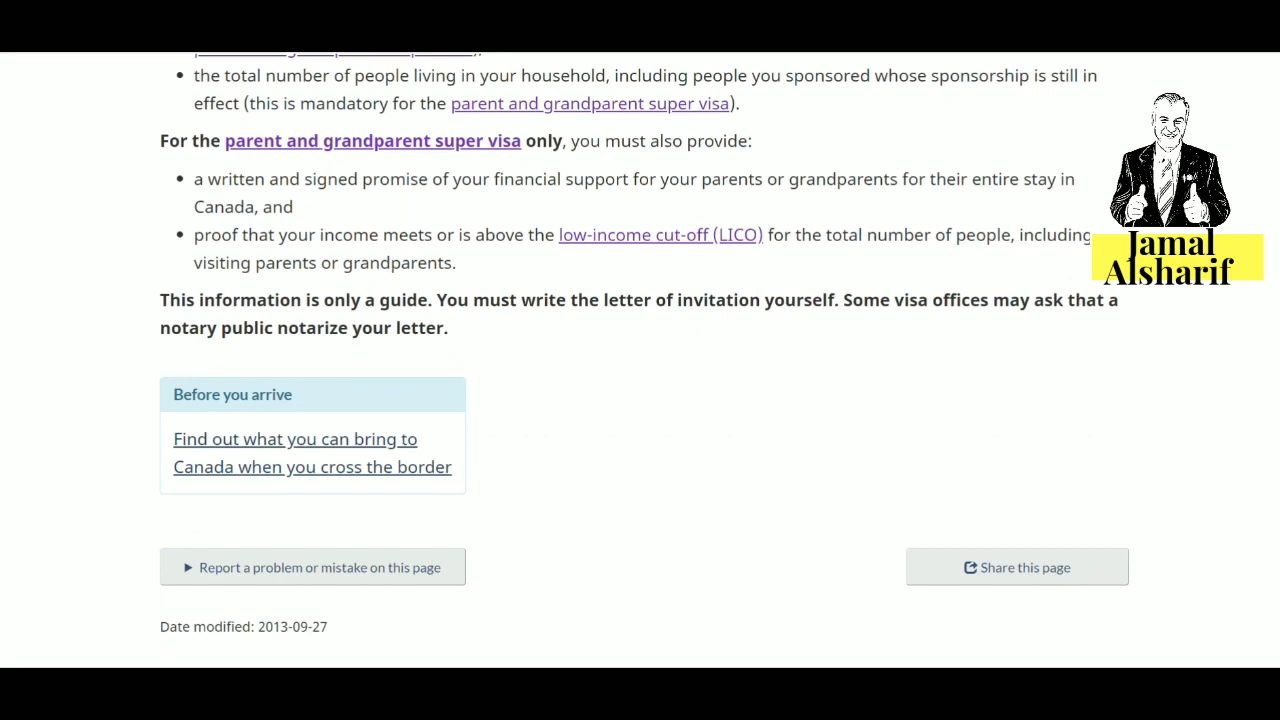 the total number of people living in your household, including people you sponsored whose sponsorship is still in
effect (this is mandatory for the parent and grandparent super visa).
For the parent and grandparent super visa only, you must also provide:
a written and signed promise of your financial support for your parents or grandparents for their entire stay in
Canada, and
proof that your income meets or is above the low-income cut-off (LICO) for the total number of people, including
visiting parents or grandparents.
This information is only a guide. You must write the letter of invitation yourself. Some visa offices may ask that a
notary public notarize your letter.
Jamal
Alsharif
Before you arrive
Find out what you can bring to
Canada when you cross the border
Report a problem or mistake on this page
Share this page
Date modified: 2013-09-27